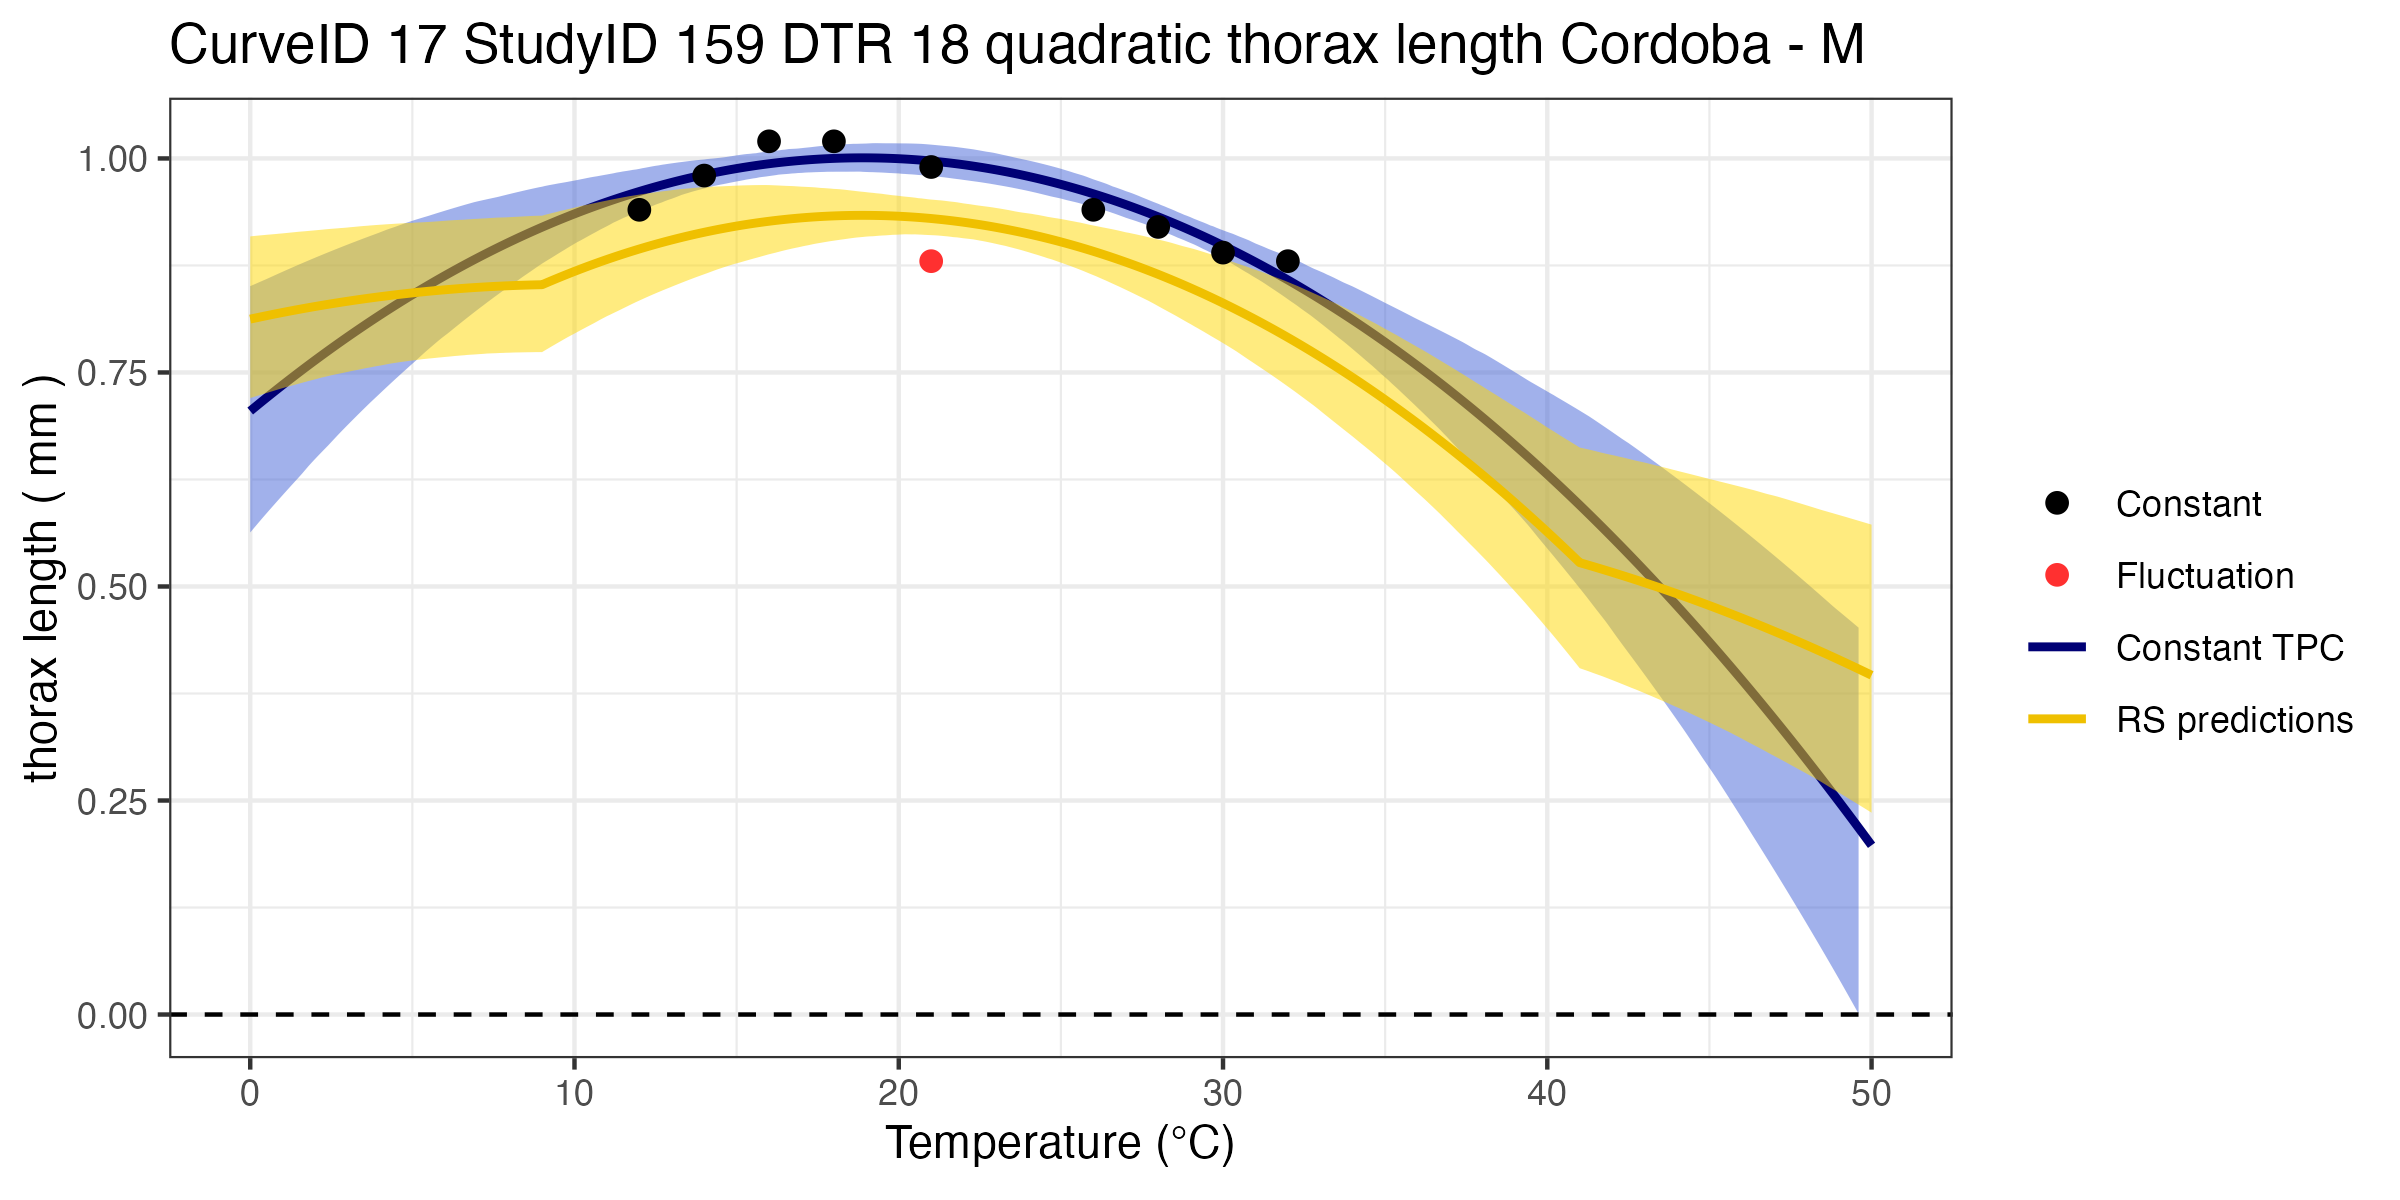 CurveID 17 StudyID 159 DTR 18 quadratic thorax length Cordoba - M
thorax length ( mm )
1.00
0.75
0.50
0.25
0.00
0 10 20 30 40 50
Temperature (°C)
Constant
Fluctuation
Constant TPC
RS predictions